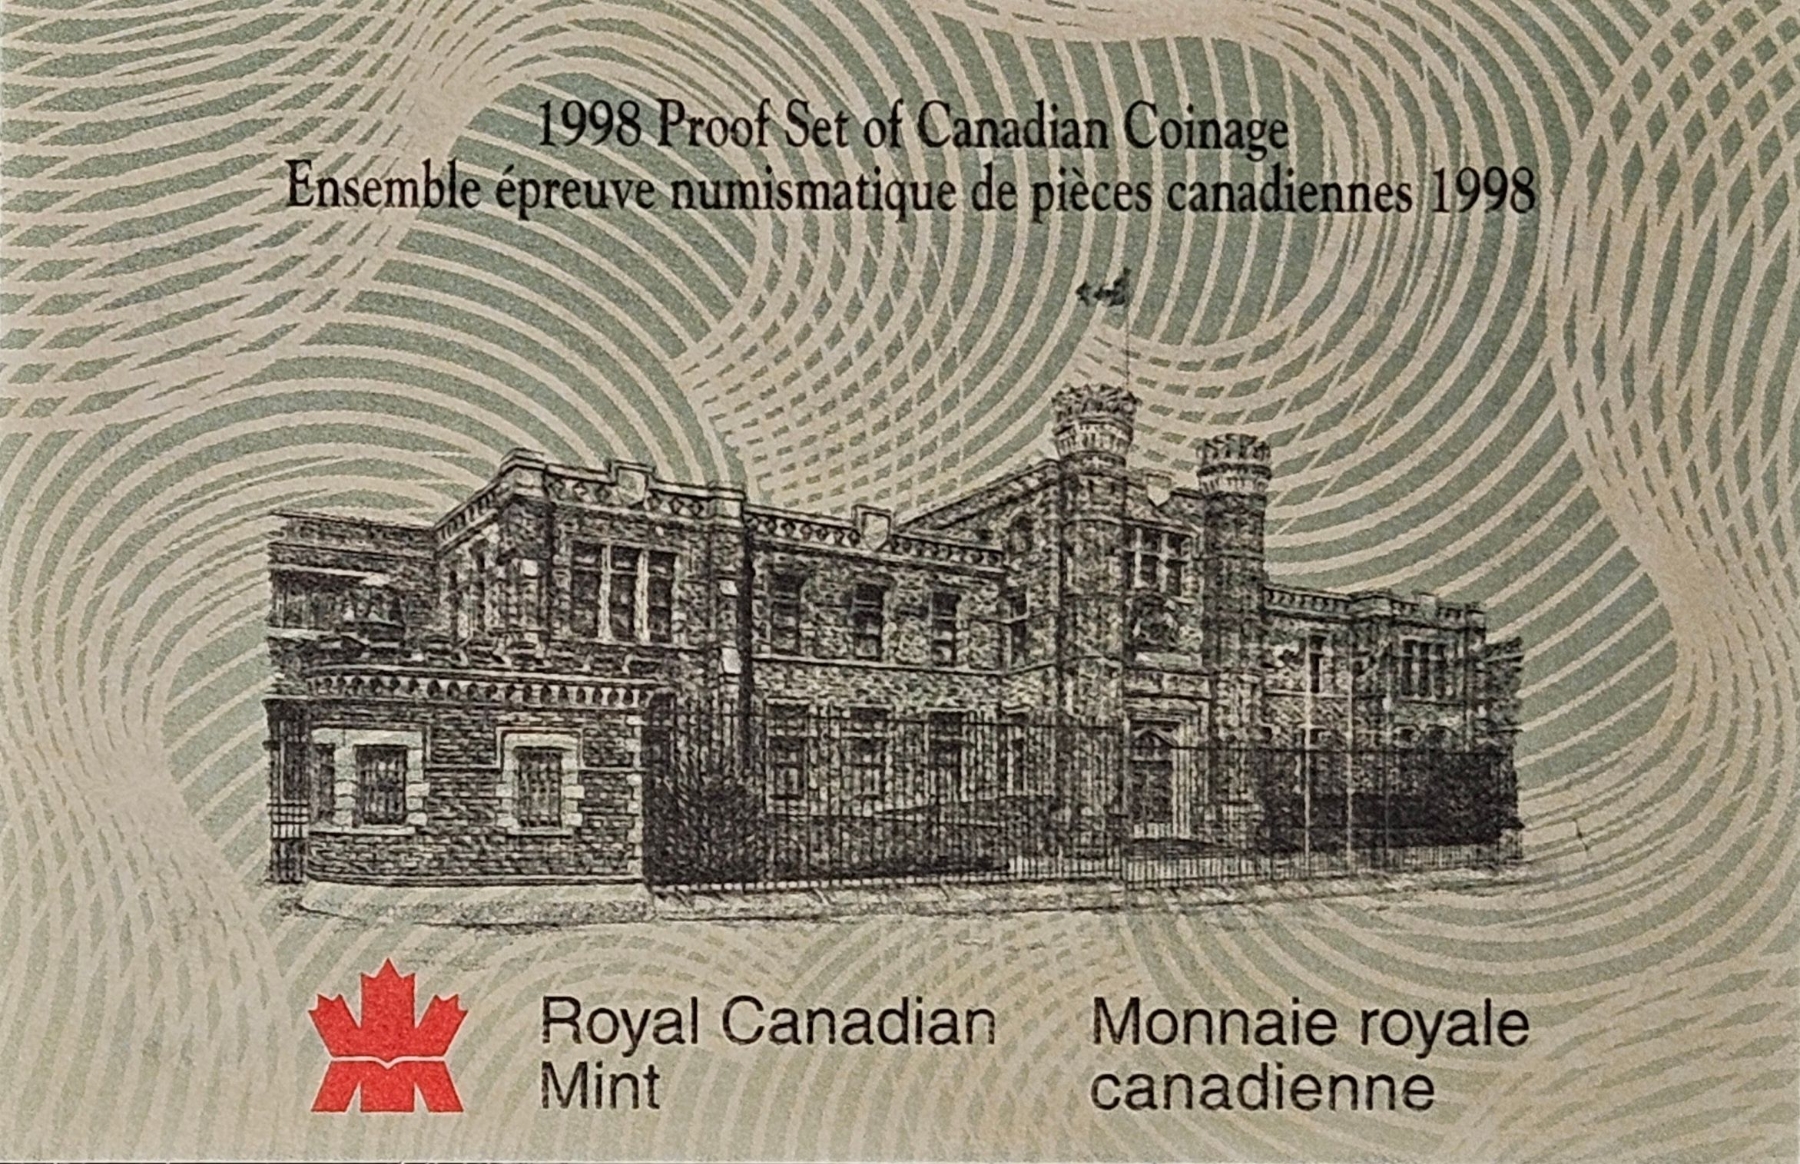 1998 Proof Set of Canadian Coinage
Ensemble épreuve numismatique de pièces canadiennes 1998
Royal Canadian
Mint
Monnaie royale
canadienne